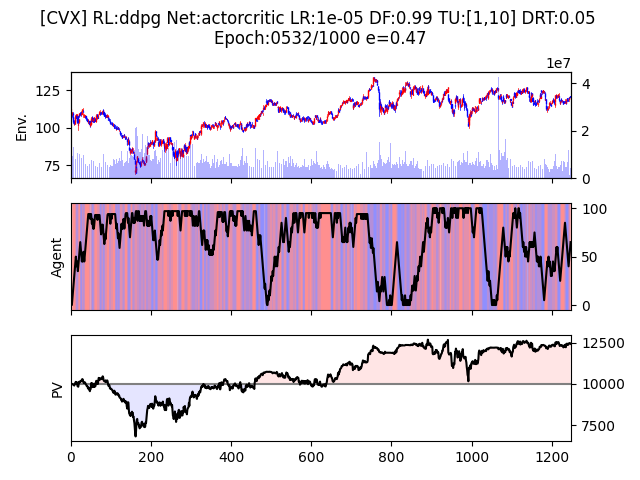 [CVX] RL:ddpg Net:actorcritic LR:1e-05 DF:0.99 TU:[1,10] DRT:0.05
Epoch:0532/1000 e=0.47
1e7
125
100
75
Env.
4
2
0
Agent
100
50
0
PV
12500
10000
7500
0 200 400 600 800 1000 1200